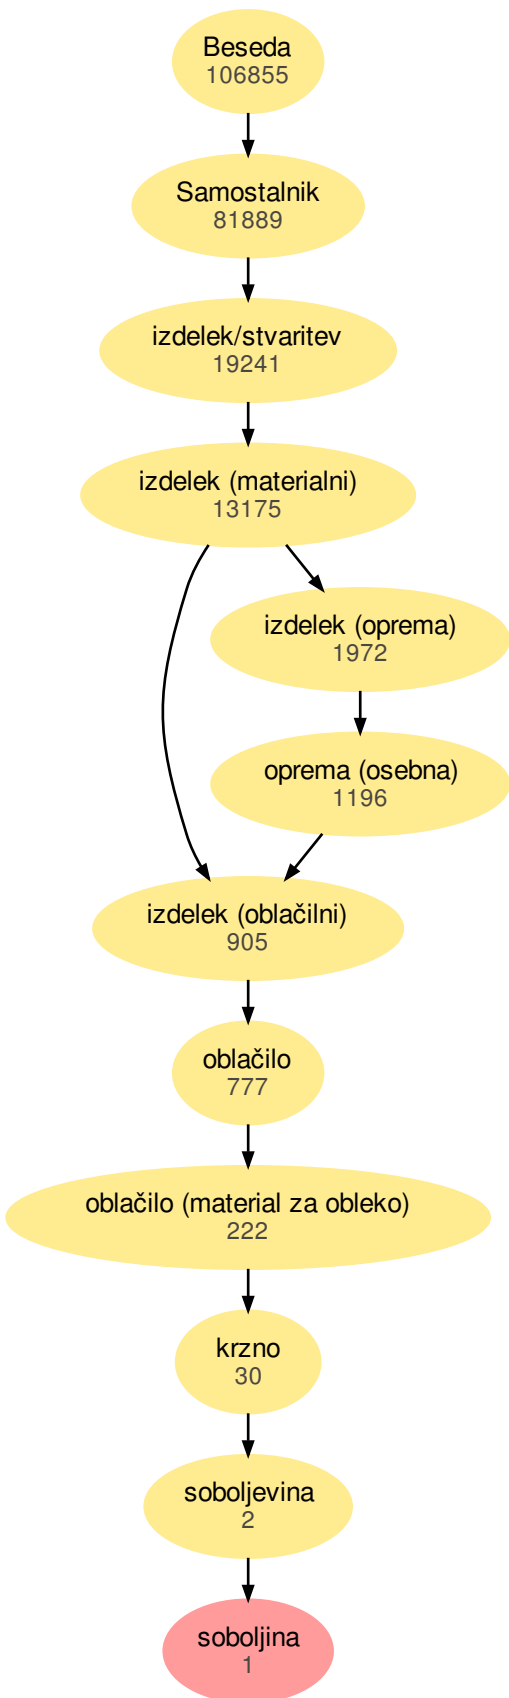 Beseda
106855
Samostalnik
81889
izdelek/stvaritev
19241
izdelek (materialni)
13175
izdelek (oprema)
1972
oprema (osebna)
1196
izdelek (oblačilni)
905
oblačilo
777
oblačilo (material za obleko)
222
krzno
30
soboljevina
2
soboljina
1